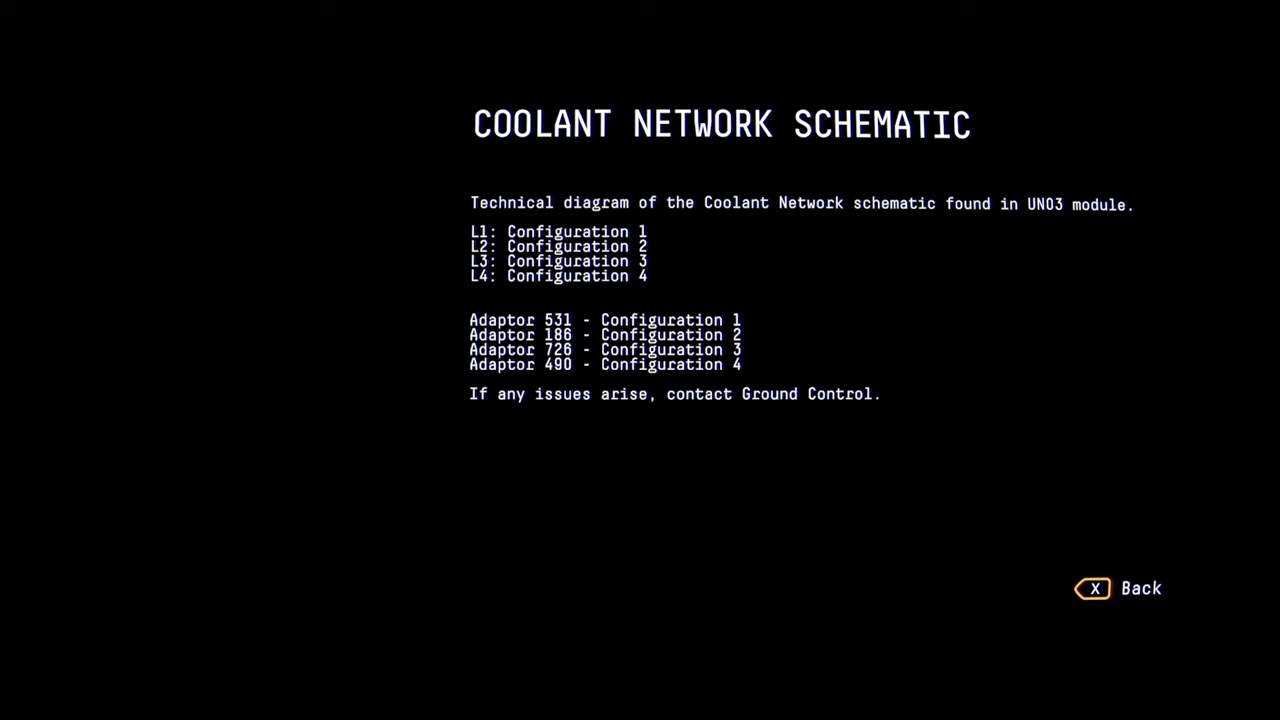 COOLANT NETWORK SCHEMATIC
Technical diagram of the Coolant Network schematic found in UNO3 module.
L1: Configuration 1
L2: Configuration 2
L3: Configuration 3
L4: Configuration 4
Adaptor 531 - Configuration 1
Adaptor 186 - Configuration 2
Adaptor 726 - Configuration 3
Adaptor 490 - Configuration 4
If any issues arise, contact Ground Control.
X Back